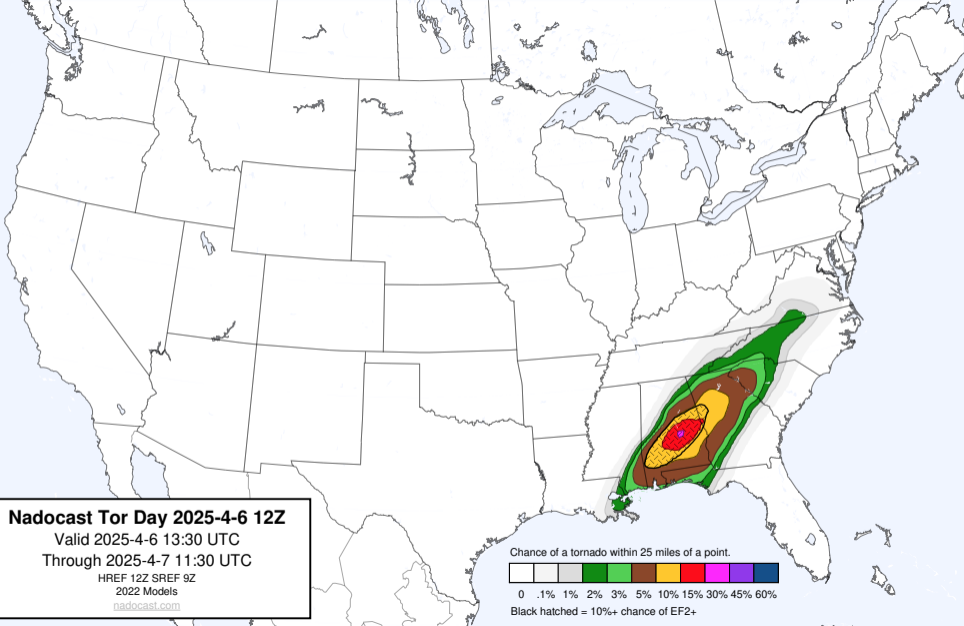 Nadocast Tor Day 2025-4-6 12Z
Valid 2025-4-6 13:30 UTC
Through 2025-4-7 11:30 UTC
HREF 12Z SREF 9Z
2022 Models
nadocast.com
Chance of a tornado within 25 miles of a point.
0 .1% 1% 2% 3% 5% 10% 15% 30% 45% 60%
Black hatched = 10%+ chance of EF2+